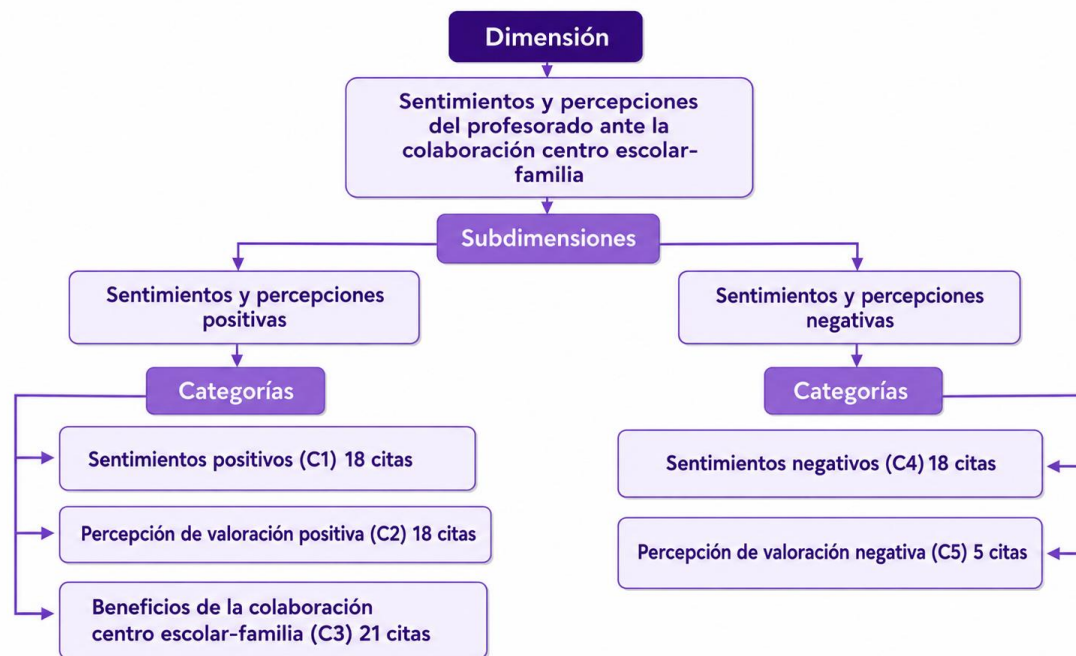 Dimensión
Sentimientos y percepciones
del profesorado ante la
colaboración centro escolar-
familia
Subdimensiones
Sentimientos y percepciones
positivas
Categorías
Sentimientos positivos (C1) 18 citas
Percepción de valoración positiva (C2) 18 citas
Beneficios de la colaboración
centro escolar-familia (C3) 21 citas
Sentimientos y percepciones
negativas
Categorías
Sentimientos negativos (C4) 18 citas
Percepción de valoración negativa (C5) 5 citas